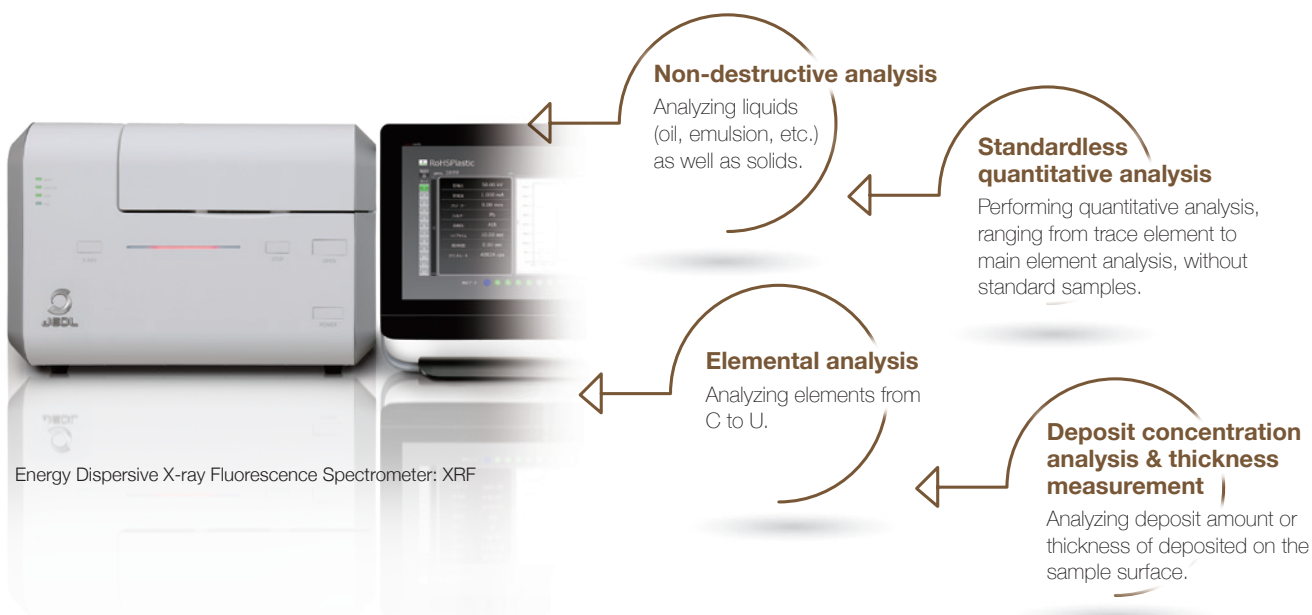 Non-destructive analysis
Analyzing liquids
(oil, emulsion, etc.)
as well as solids.
Standardless
quantitative analysis
Performing quantitative analysis,
ranging from trace element to
main element analysis, without
standard samples.
RoHSPlastic
JEOL
Elemental analysis
Analyzing elements from
C to U.
Energy Dispersive X-ray Fluorescence Spectrometer: XRF
Deposit concentration
analysis & thickness
measurement
Analyzing deposit amount or
thickness of deposited on the
sample surface.